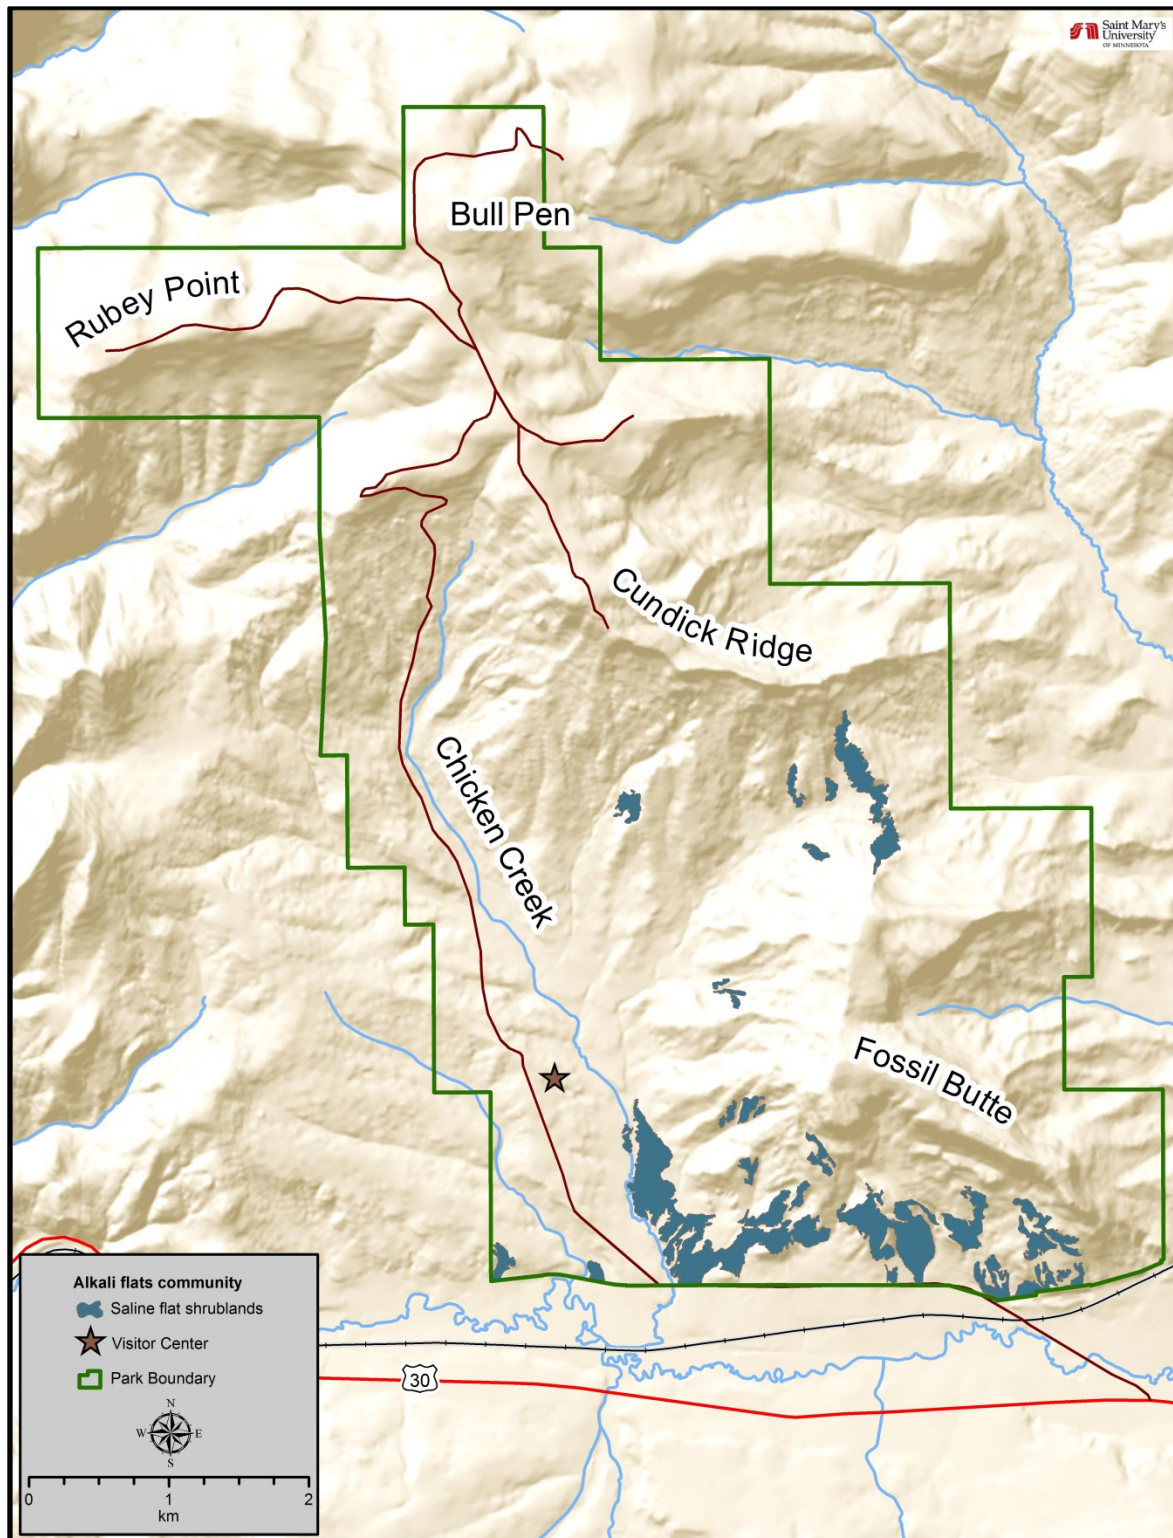 Saint Mary's
University
OF MINNESOTA
Bull Pen
Rubey Point
Cundick Ridge
Chicken Creek
Fossil Butte
30
Alkali flats community
Saline flat shrublands
Visitor Center
Park Boundary
N
W E
S
0 1 2
km